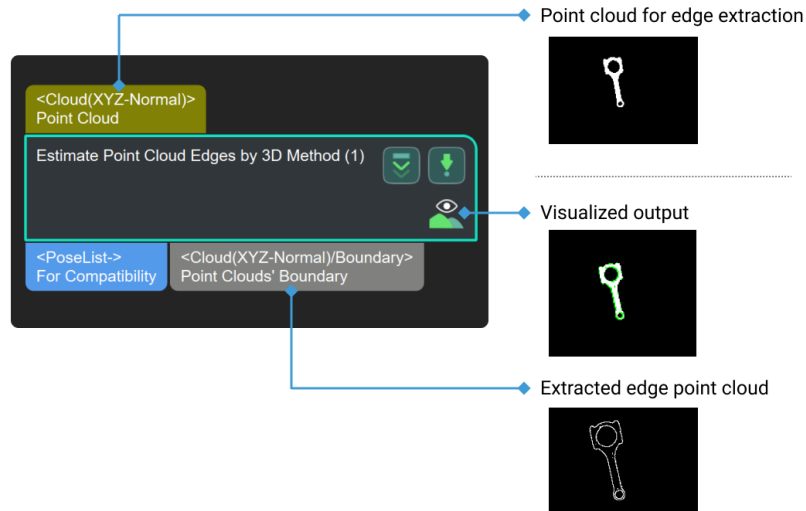 Point cloud for edge extraction
<Cloud(XYZ-Normal)>
Point Cloud
Estimate Point Cloud Edges by 3D Method (1)
Visualized output
<PoseList->
For Compatibility
<Cloud(XYZ-Normal)/Boundary>
Point Clouds' Boundary
Extracted edge point cloud